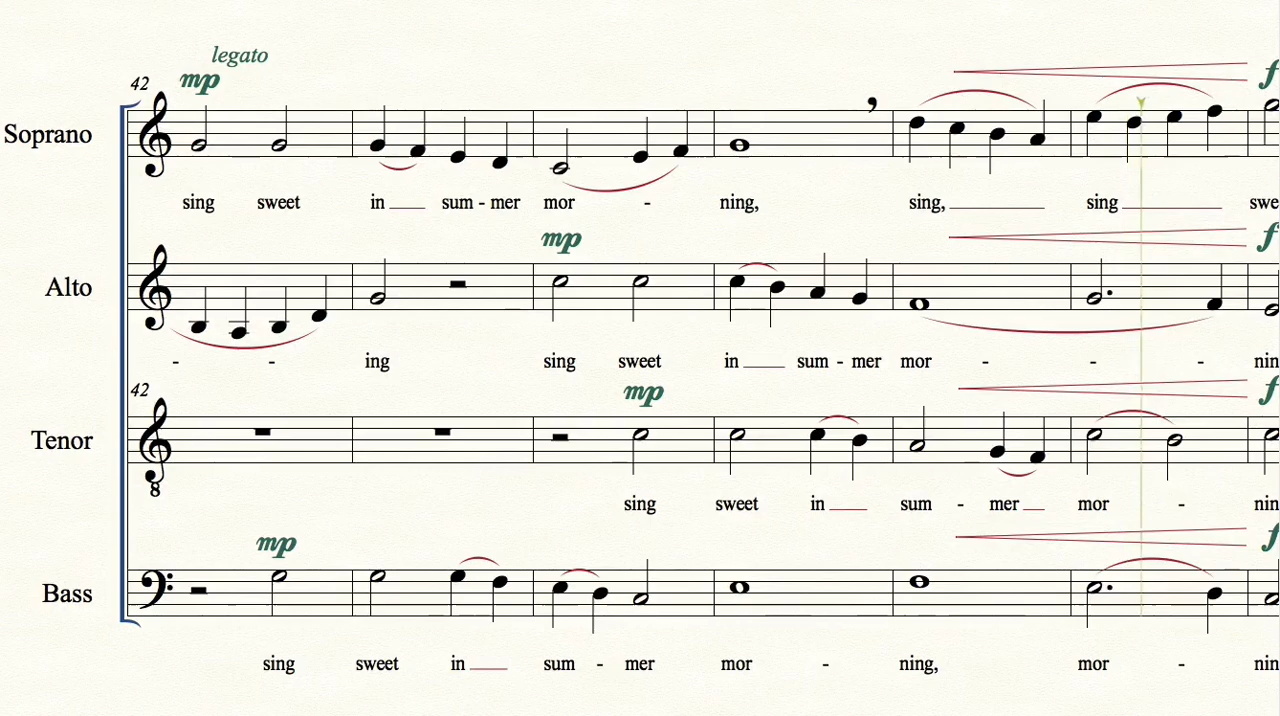 legato
42 mp
Soprano
f
sing sweet in sum - mer mor - ning, sing, sing swe
mp f
Alto
- - ing sing sweet in sum - mer mor - - - nin
42 mp f
Tenor
8
sing sweet in sum - mer mor - nin
mp f
Bass
sing sweet in sum - mer mor - ning, mor - nin